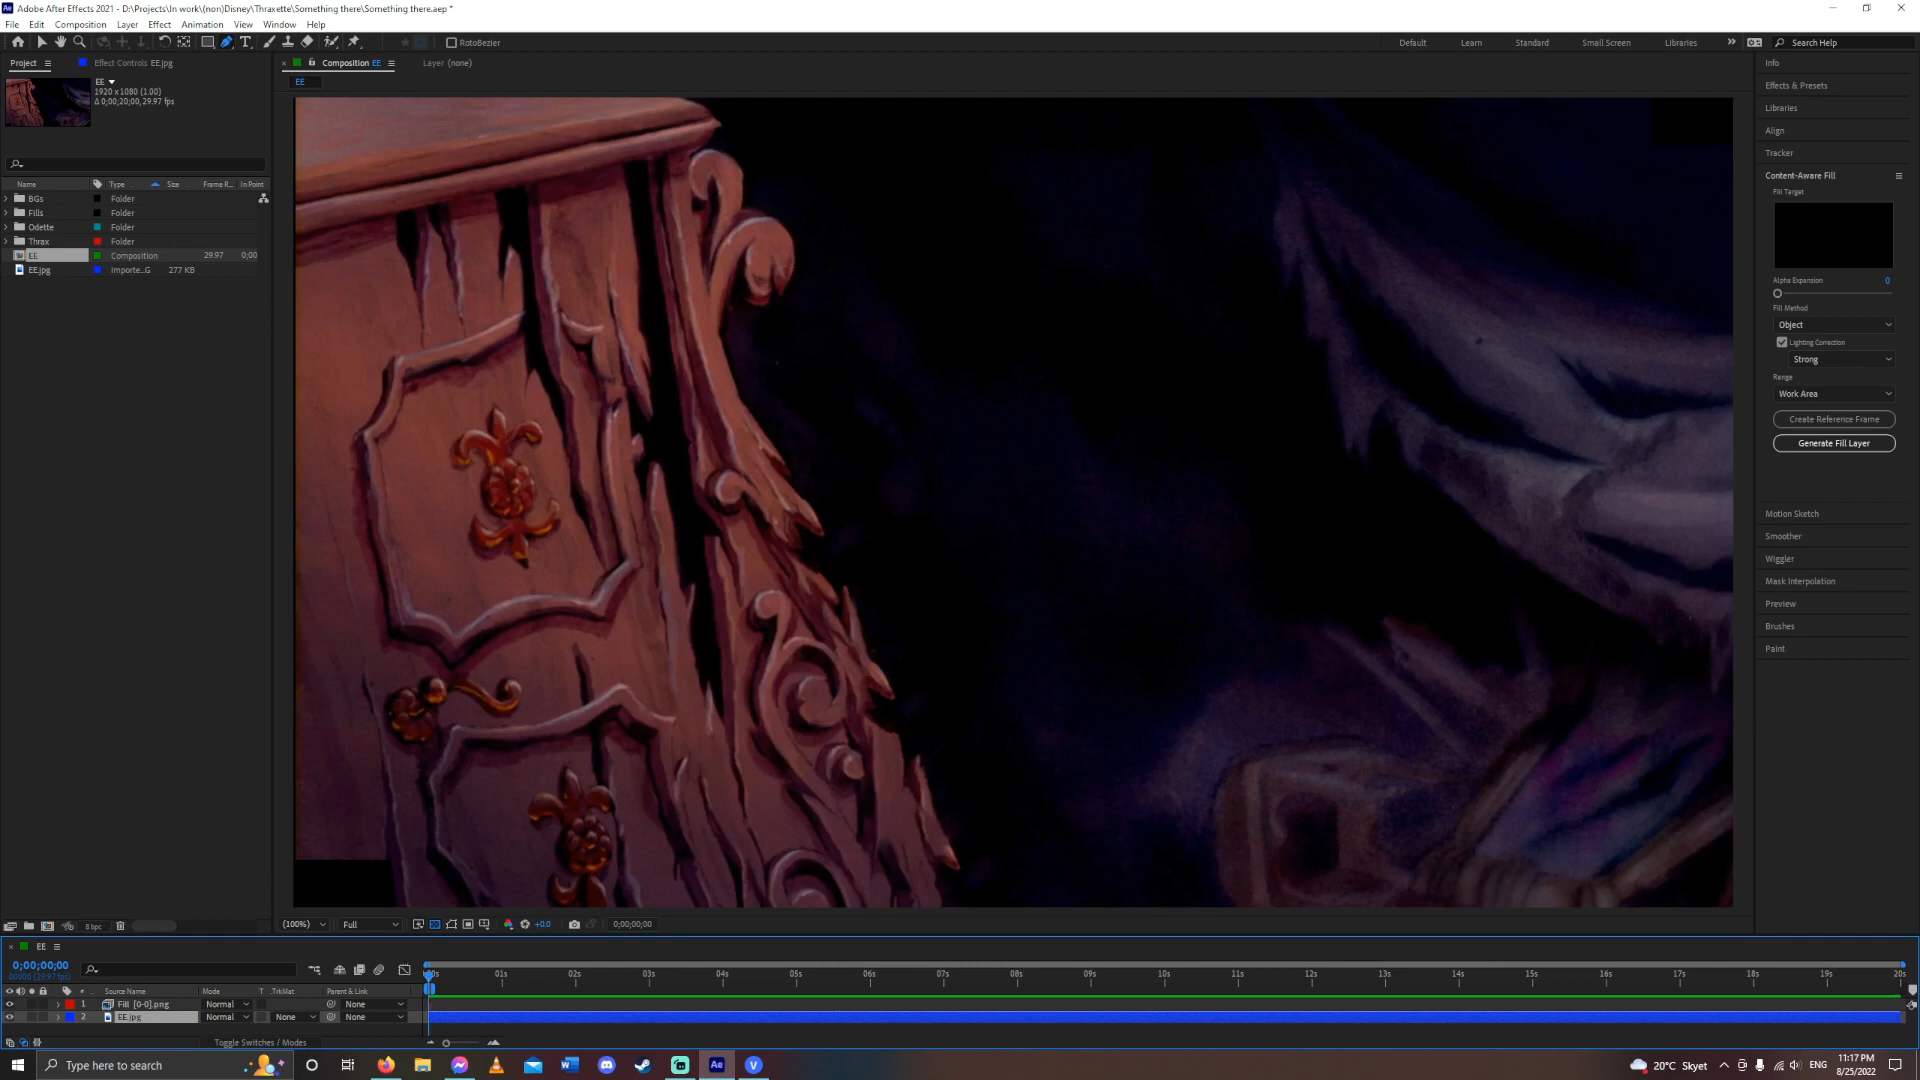 Adobe After Effects 2021 - D:\Projects\In work\(non)Disney\Thraxette\Something there\Something there.aep *
File Edit Composition Layer Effect Animation View Window Help
RotoBezier
Default Learn Standard Small Screen Libraries
Search Help
Project
Effect Controls EE.jpg
Composition EE
Layer (none)
EE
EE
1920 x 1080 (1.00)
Δ 0;00;20;00, 29.97 fps
Name Type Size Frame R... In Point
BGs Folder
Fills Folder
Odette Folder
Thrax Folder
EE Composition 29.97 0;00
EE.jpg Importe...G 277 KB
Info
Effects & Presets
Libraries
Align
Tracker
Content-Aware Fill
Fill Target
Alpha Expansion 0
Fill Method
Object
Lighting Correction
Strong
Range
Work Area
Create Reference Frame
Generate Fill Layer
Motion Sketch
Smoother
Wiggler
Mask Interpolation
Preview
Brushes
Paint
8 bpc
(100%) Full +0.0 0;00;00;00
EE
0;00;00;00
00000 (29.97 fps)
:00s 01s 02s 03s 04s 05s 06s 07s 08s 09s 10s 11s 12s 13s 14s 15s 16s 17s 18s 19s 20s
# Source Name Mode T .TrkMat Parent & Link
1 Fill_[0-0].png Normal None
2 EE.jpg Normal None None
Toggle Switches / Modes
Type here to search
20°C Skyet
ENG
11:17 PM
8/25/2022